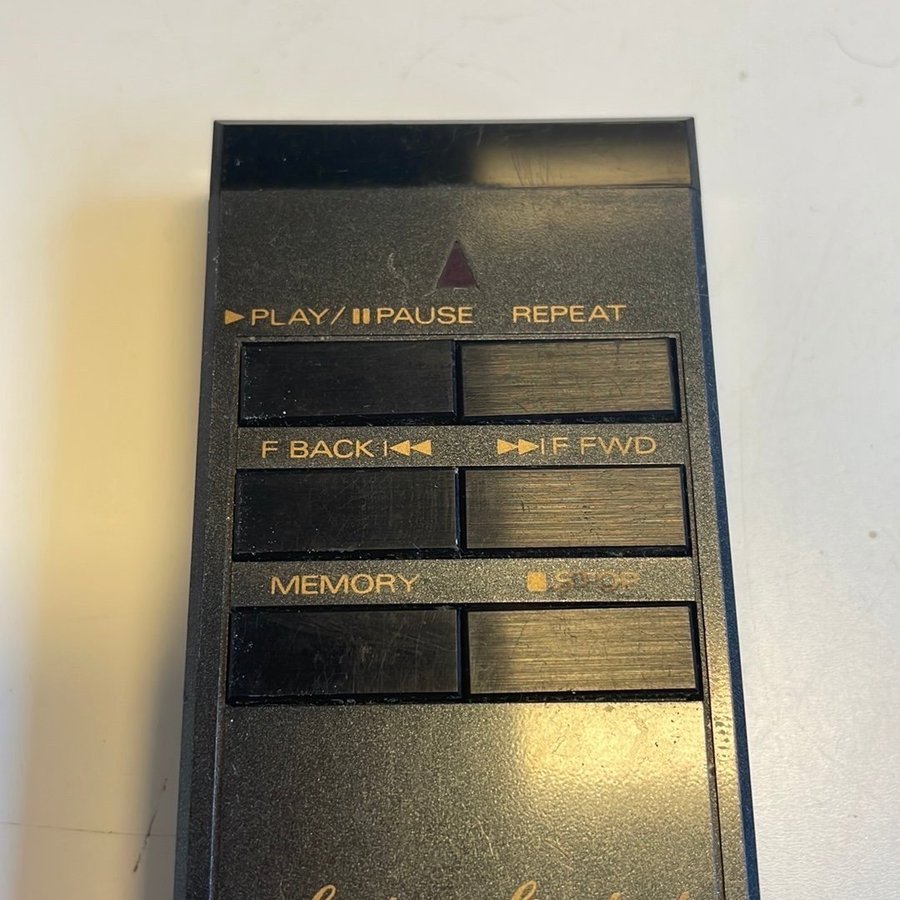 ▶PLAY/⏸PAUSE REPEAT
F BACK I◀◀ ▶▶I F FWD
MEMORY ■ STOP